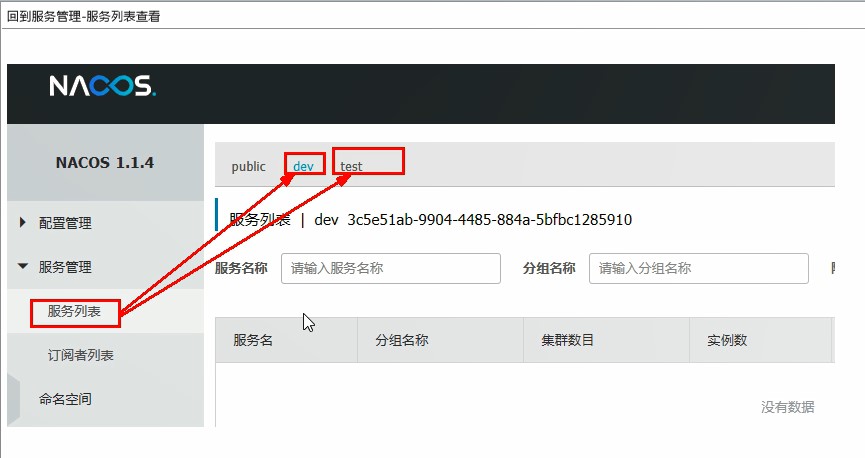 回到服务管理-服务列表查看
NACOS.
NACOS 1.1.4
public dev test
配置管理
服务列表 | dev 3c5e51ab-9904-4485-884a-5bfbc1285910
服务管理
服务名称 请输入服务名称 分组名称 请输入分组名称
服务列表
服务名 分组名称 集群数目 实例数
订阅者列表
命名空间
没有数据